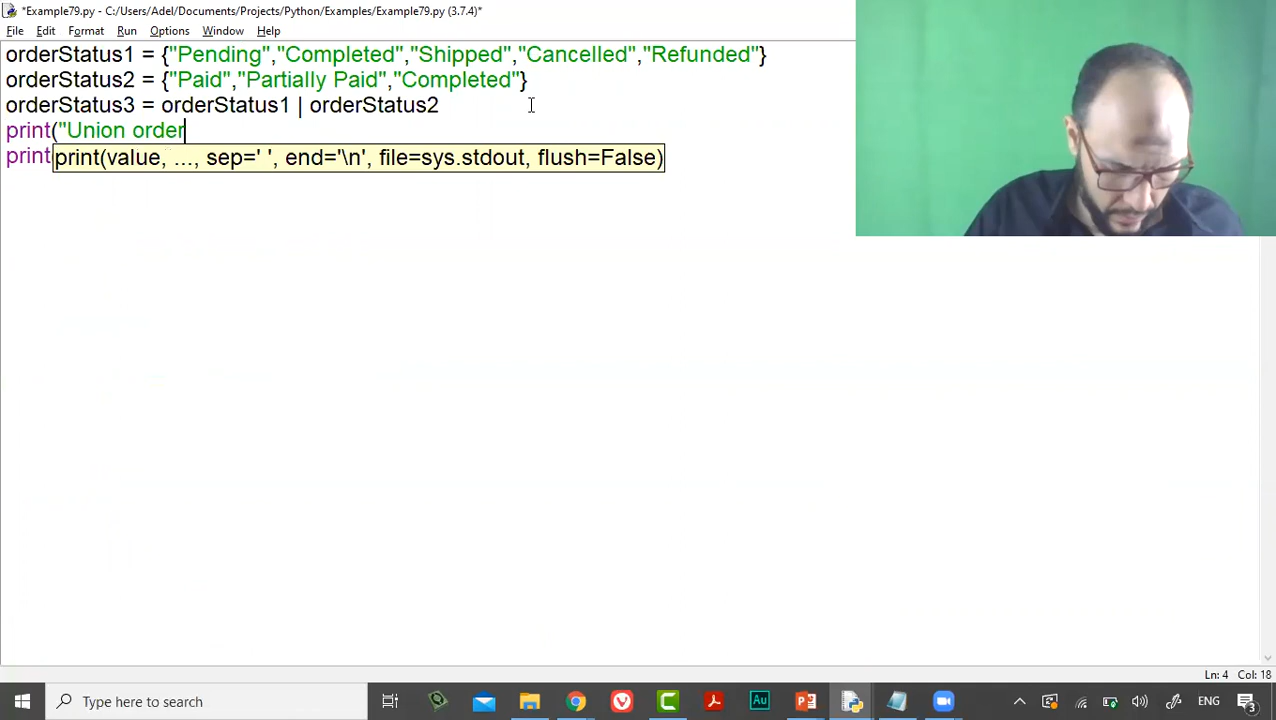 *Example79.py - C:/Users/Adel/Documents/Projects/Python/Examples/Example79.py (3.7.4)*
File Edit Format Run Options Window Help
orderStatus1 = {"Pending","Completed","Shipped","Cancelled","Refunded"}
orderStatus2 = {"Paid","Partially Paid","Completed"}
orderStatus3 = orderStatus1 | orderStatus2
print("Union order
print
print(value, ..., sep=' ', end='\n', file=sys.stdout, flush=False)
Ln: 4 Col: 18
Type here to search
Au
ENG
3